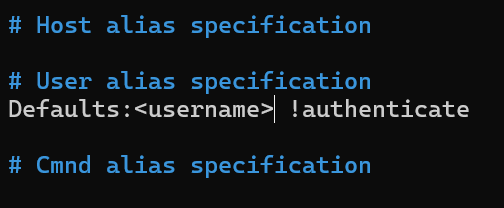 # Host alias specification
# User alias specification
Defaults:<username> !authenticate
# Cmnd alias specification